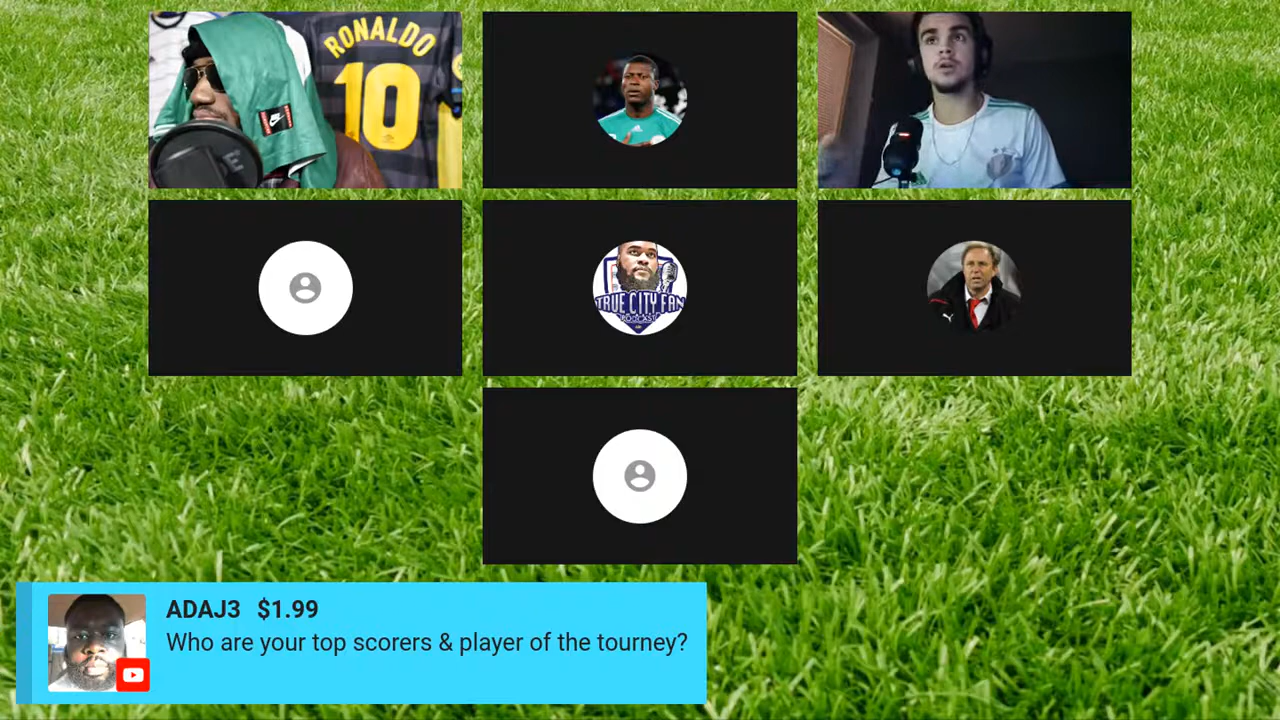 RONALDO
10
TRUE CITY FAN
ADAJ3 $1.99
Who are your top scorers & player of the tourney?